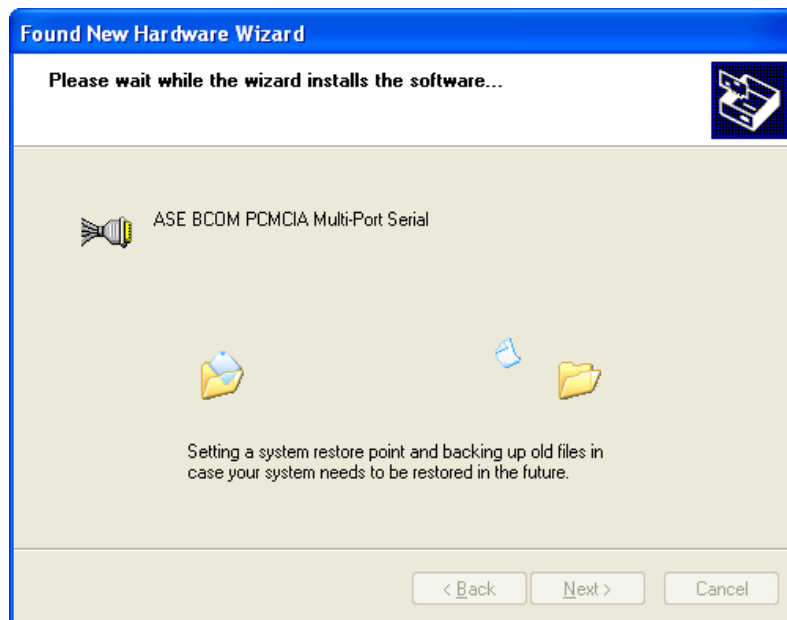 Found New Hardware Wizard
Please wait while the wizard installs the software...
ASE BCOM PCMCIA Multi-Port Serial
Setting a system restore point and backing up old files in
case your system needs to be restored in the future.
< Back
Next >
Cancel